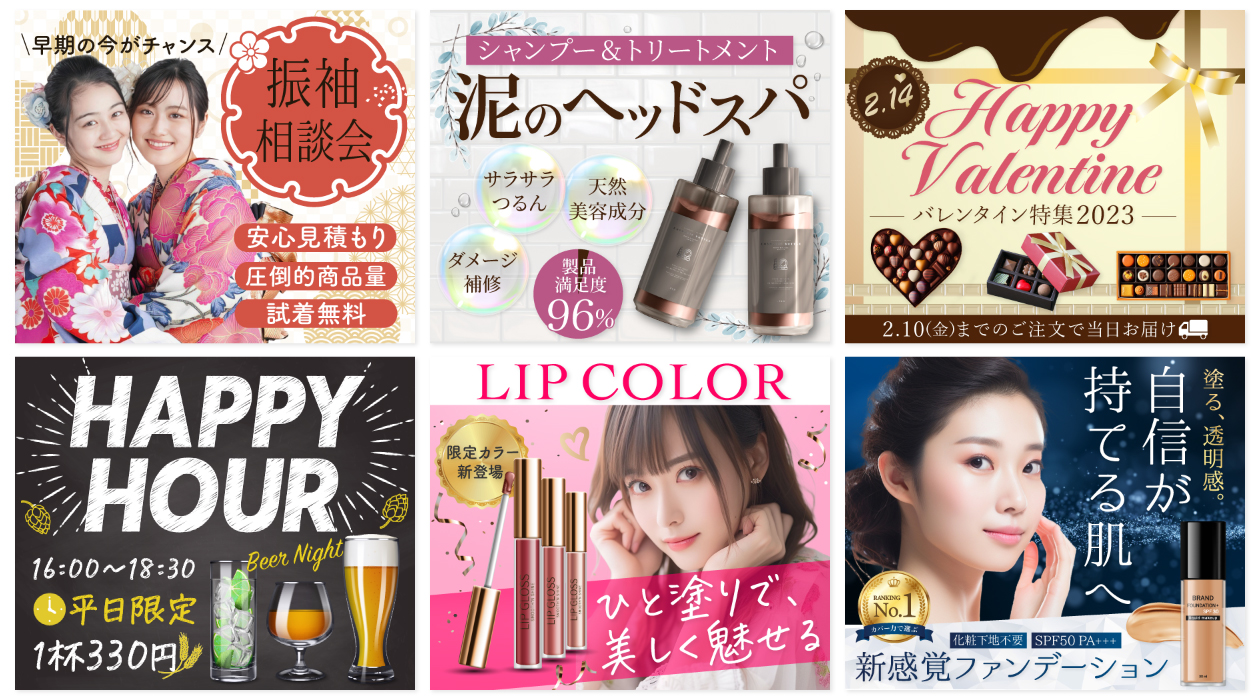 \早期の今がチャンス/
振袖
相談会
安心見積もり
圧倒的商品量
試着無料
シャンプー&トリートメント
泥のヘッドスパ
サラサラ
つるん
天然
美容成分
ダメージ
補修
製品
満足度
96%
2.14
Happy
Valentine
バレンタイン特集2023
2.10(金)までのご注文で当日お届け
HAPPY
HOUR
Beer Night
16:00〜18:30
平日限定
1杯330円
LIP COLOR
限定カラー
新登場
LIP GLOSS
LIP GLOSS
ひと塗りで、
美しく魅せる
塗る、透明感。
自信が
持てる肌へ
RANKING
No.1
カバー力で選ぶ
BRAND
FOUNDATION+
化粧下地不要
SPF50 PA+++
新感覚ファンデーション